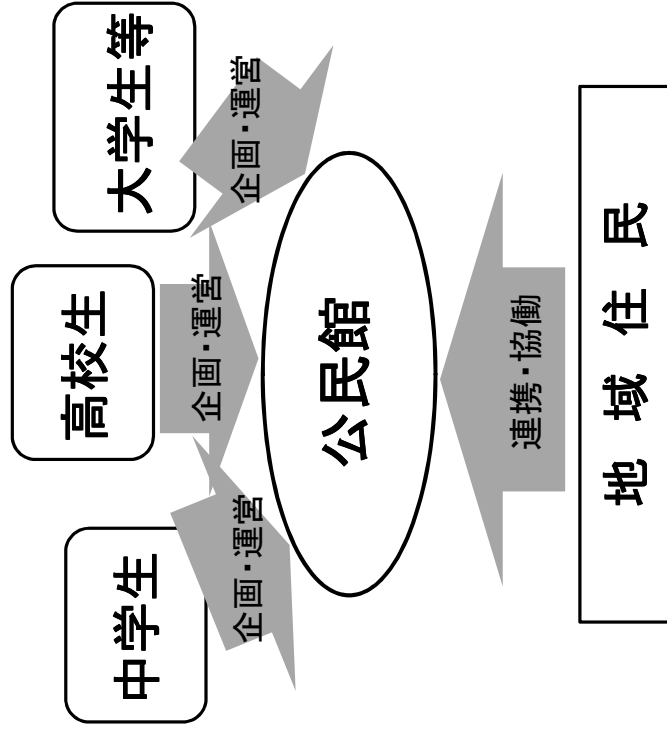 中学生
高校生
大学生等
企画・運営
企画・運営
企画・運営
公民館
連携・協働
地域住民